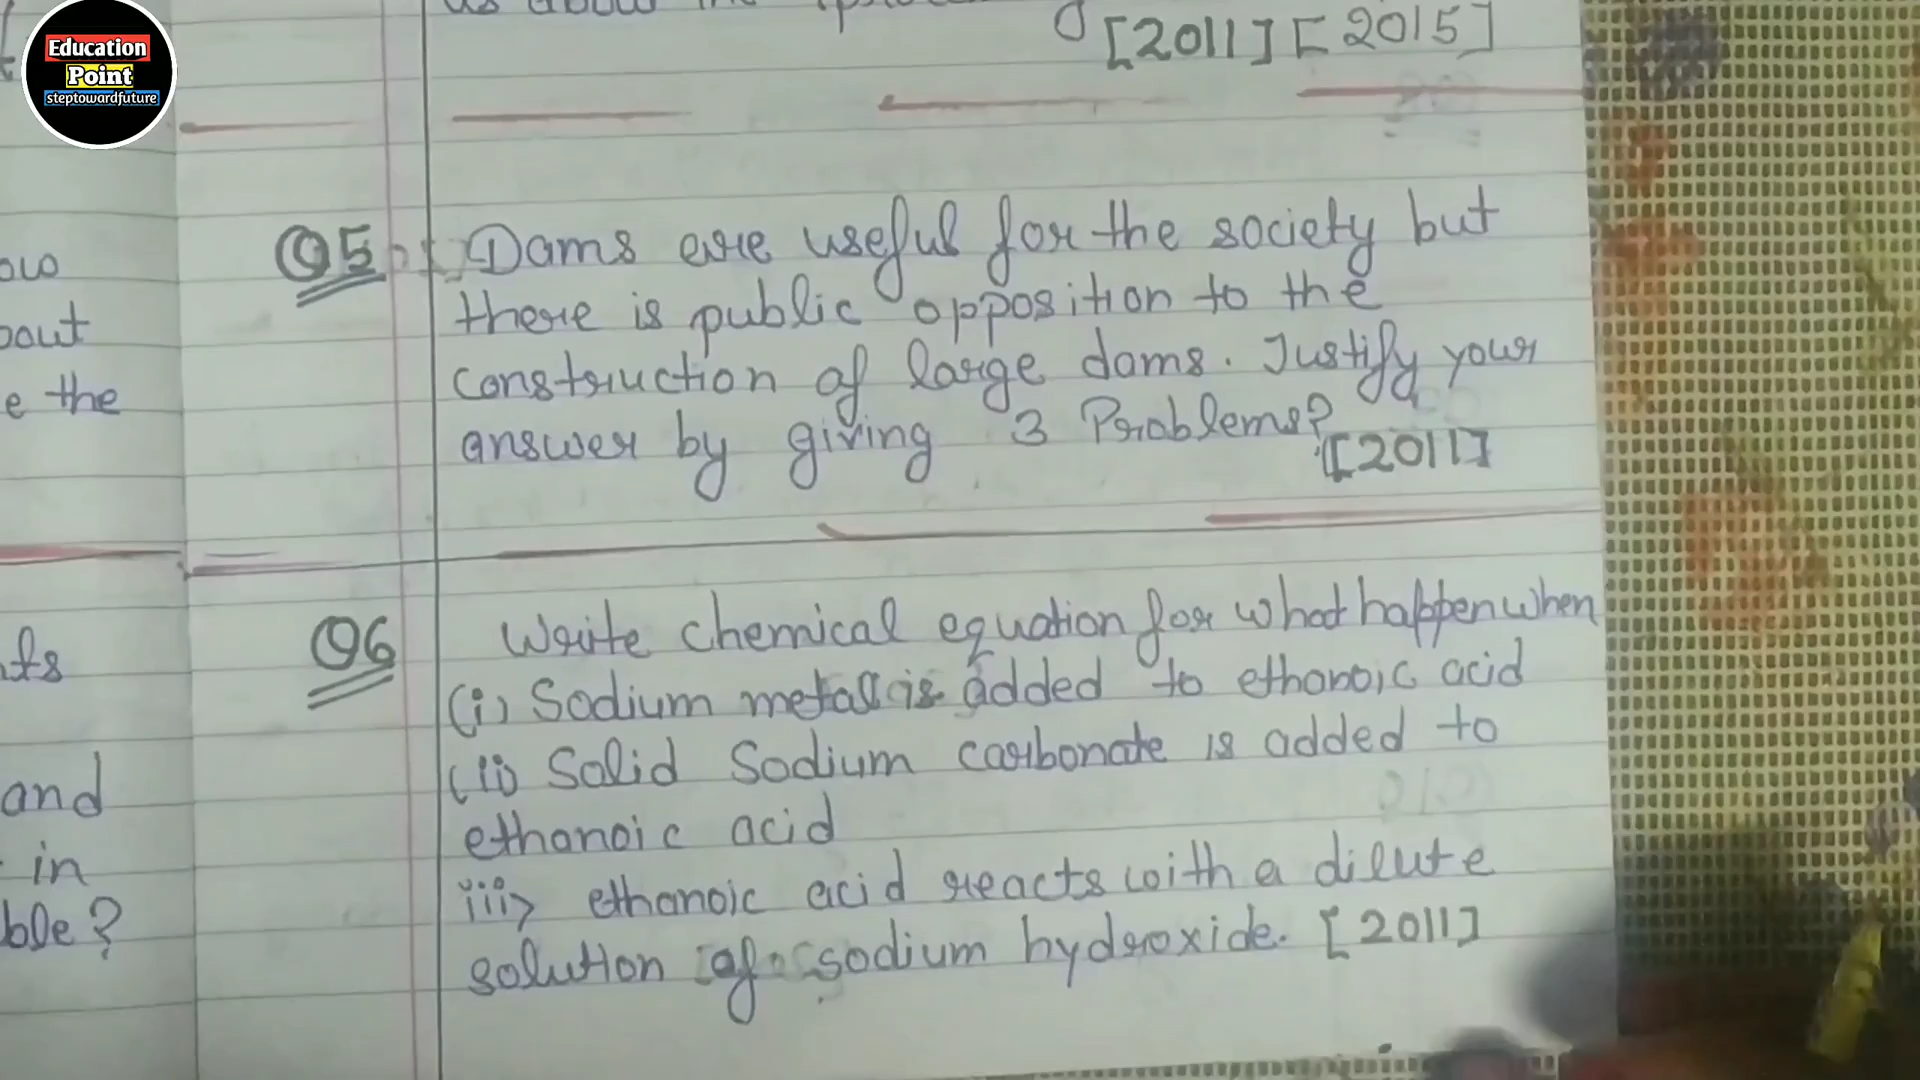 Education
Point
steptowardfuture
[2011] [2015]
Q5 Dams are useful for the society but
there is public opposition to the
construction of large dams. Justify your
answer by giving 3 Problems?
[2011]
Q6 Write chemical equation for what happen when
(i) Sodium metal is added to ethanoic acid
(ii) Solid Sodium carbonate is added to
ethanoic acid
iii> ethanoic acid reacts with a dilute
solution of sodium hydroxide. [2011]
out
e the
and
in
ble?